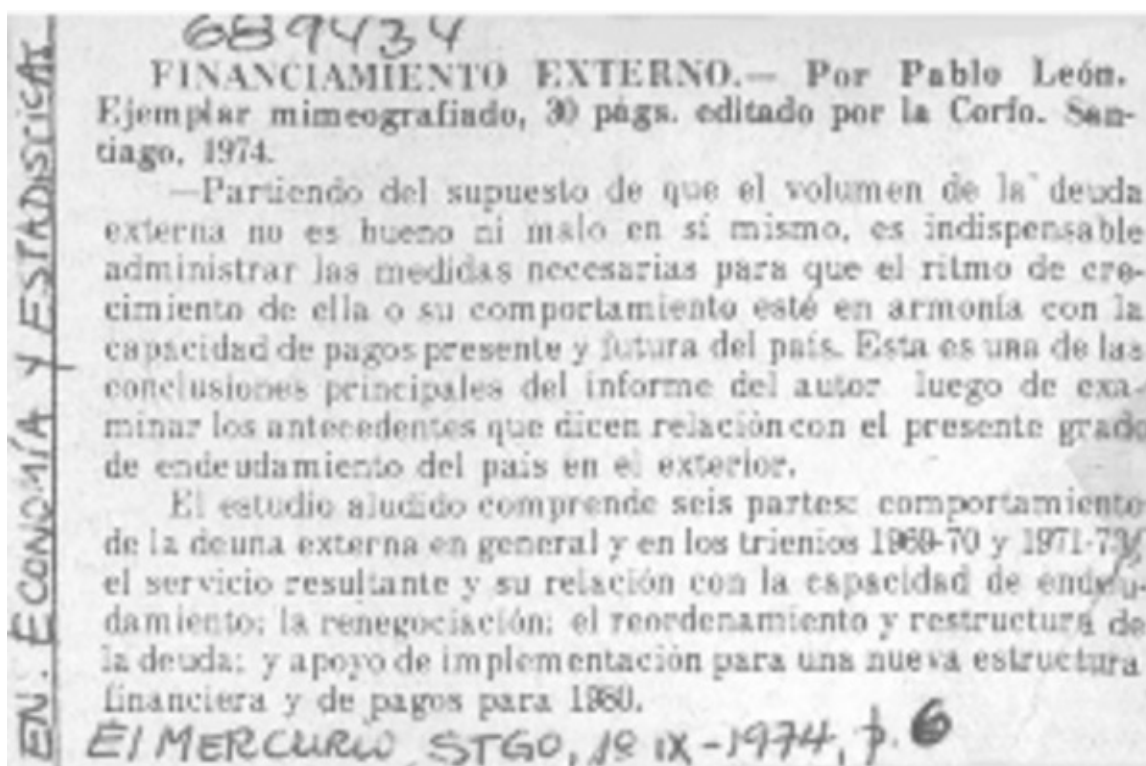 689434
FINANCIAMIENTO EXTERNO.— Por Pablo León.
Ejemplar mimeografiado, 30 págs. editado por la Corfo. San-
tiago, 1974.
—Partiendo del supuesto de que el volumen de la deuda
externa no es bueno ni malo en sí mismo, es indispensable
administrar las medidas necesarias para que el ritmo de cre-
cimiento de ella o su comportamiento esté en armonía con la
capacidad de pagos presente y futura del país. Esta es una de las
conclusiones principales del informe del autor luego de exa-
minar los antecedentes que dicen relación con el presente grado
de endeudamiento del país en el exterior.
El estudio aludido comprende seis partes: comportamiento
de la deuna externa en general y en los trienios 1969-70 y 1971-73;
el servicio resultante y su relación con la capacidad de endeu-
damiento; la renegociación; el reordenamiento y restructura de
la deuda; y apoyo de implementación para una nueva estructura
financiera y de pagos para 1980.
El MERCURIO STGO, 1º IX-1974, p. 6
EN. ECONOMÍA Y ESTADISTICAS